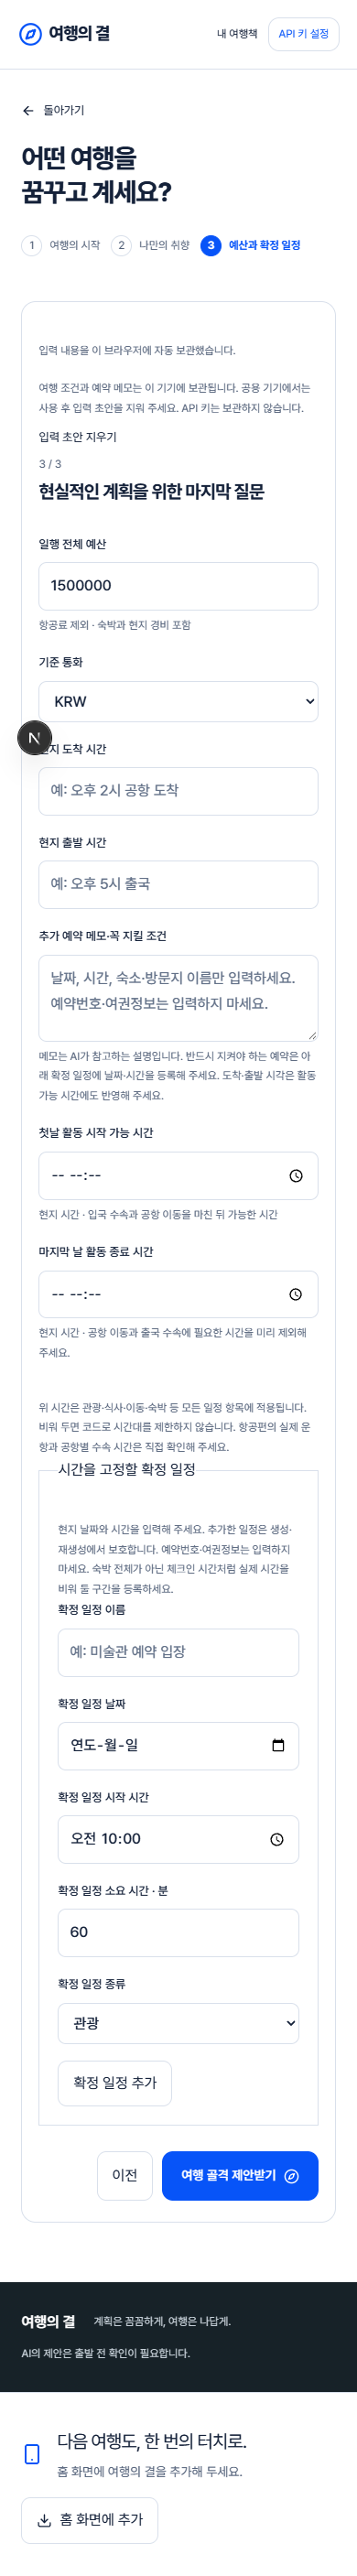 여행의 결
내 여행책
API 키 설정
돌아가기
어떤 여행을
꿈꾸고 계세요?
1 여행의 시작 2 나만의 취향 3 예산과 확정 일정
입력 내용을 이 브라우저에 자동 보관했습니다.
여행 조건과 예약 메모는 이 기기에 보관됩니다. 공용 기기에서는
사용 후 입력 초안을 지워 주세요. API 키는 보관하지 않습니다.
입력 초안 지우기
3 / 3
현실적인 계획을 위한 마지막 질문
일행 전체 예산
1500000
항공료 제외 · 숙박과 현지 경비 포함
기준 통화
KRW
N
지 도착 시간
예: 오후 2시 공항 도착
현지 출발 시간
예: 오후 5시 출국
추가 예약 메모·꼭 지킬 조건
날짜, 시간, 숙소·방문지 이름만 입력하세요.
예약번호·여권정보는 입력하지 마세요.
메모는 AI가 참고하는 설명입니다. 반드시 지켜야 하는 예약은 아
래 확정 일정에 날짜·시간을 등록해 주세요. 도착·출발 시각은 활동
가능 시간에도 반영해 주세요.
첫날 활동 시작 가능 시간
-- --:--
현지 시간 · 입국 수속과 공항 이동을 마친 뒤 가능한 시간
마지막 날 활동 종료 시간
-- --:--
현지 시간 · 공항 이동과 출국 수속에 필요한 시간을 미리 제외해
주세요.
위 시간은 관광·식사·이동·숙박 등 모든 일정 항목에 적용됩니다.
비워 두면 코드로 시간대를 제한하지 않습니다. 항공편의 실제 운
항과 공항별 수속 시간은 직접 확인해 주세요.
시간을 고정할 확정 일정
현지 날짜와 시간을 입력해 주세요. 추가한 일정은 생성·
재생성에서 보호합니다. 예약번호·여권정보는 입력하지
마세요. 숙박 전체가 아닌 체크인 시간처럼 실제 시간을
비워 둘 구간을 등록하세요.
확정 일정 이름
예: 미술관 예약 입장
확정 일정 날짜
연도-월-일
확정 일정 시작 시간
오전 10:00
확정 일정 소요 시간 · 분
60
확정 일정 종류
관광
확정 일정 추가
이전
여행 골격 제안받기
여행의 결
계획은 꼼꼼하게, 여행은 나답게.
AI의 제안은 출발 전 확인이 필요합니다.
다음 여행도, 한 번의 터치로.
홈 화면에 여행의 결을 추가해 두세요.
홈 화면에 추가